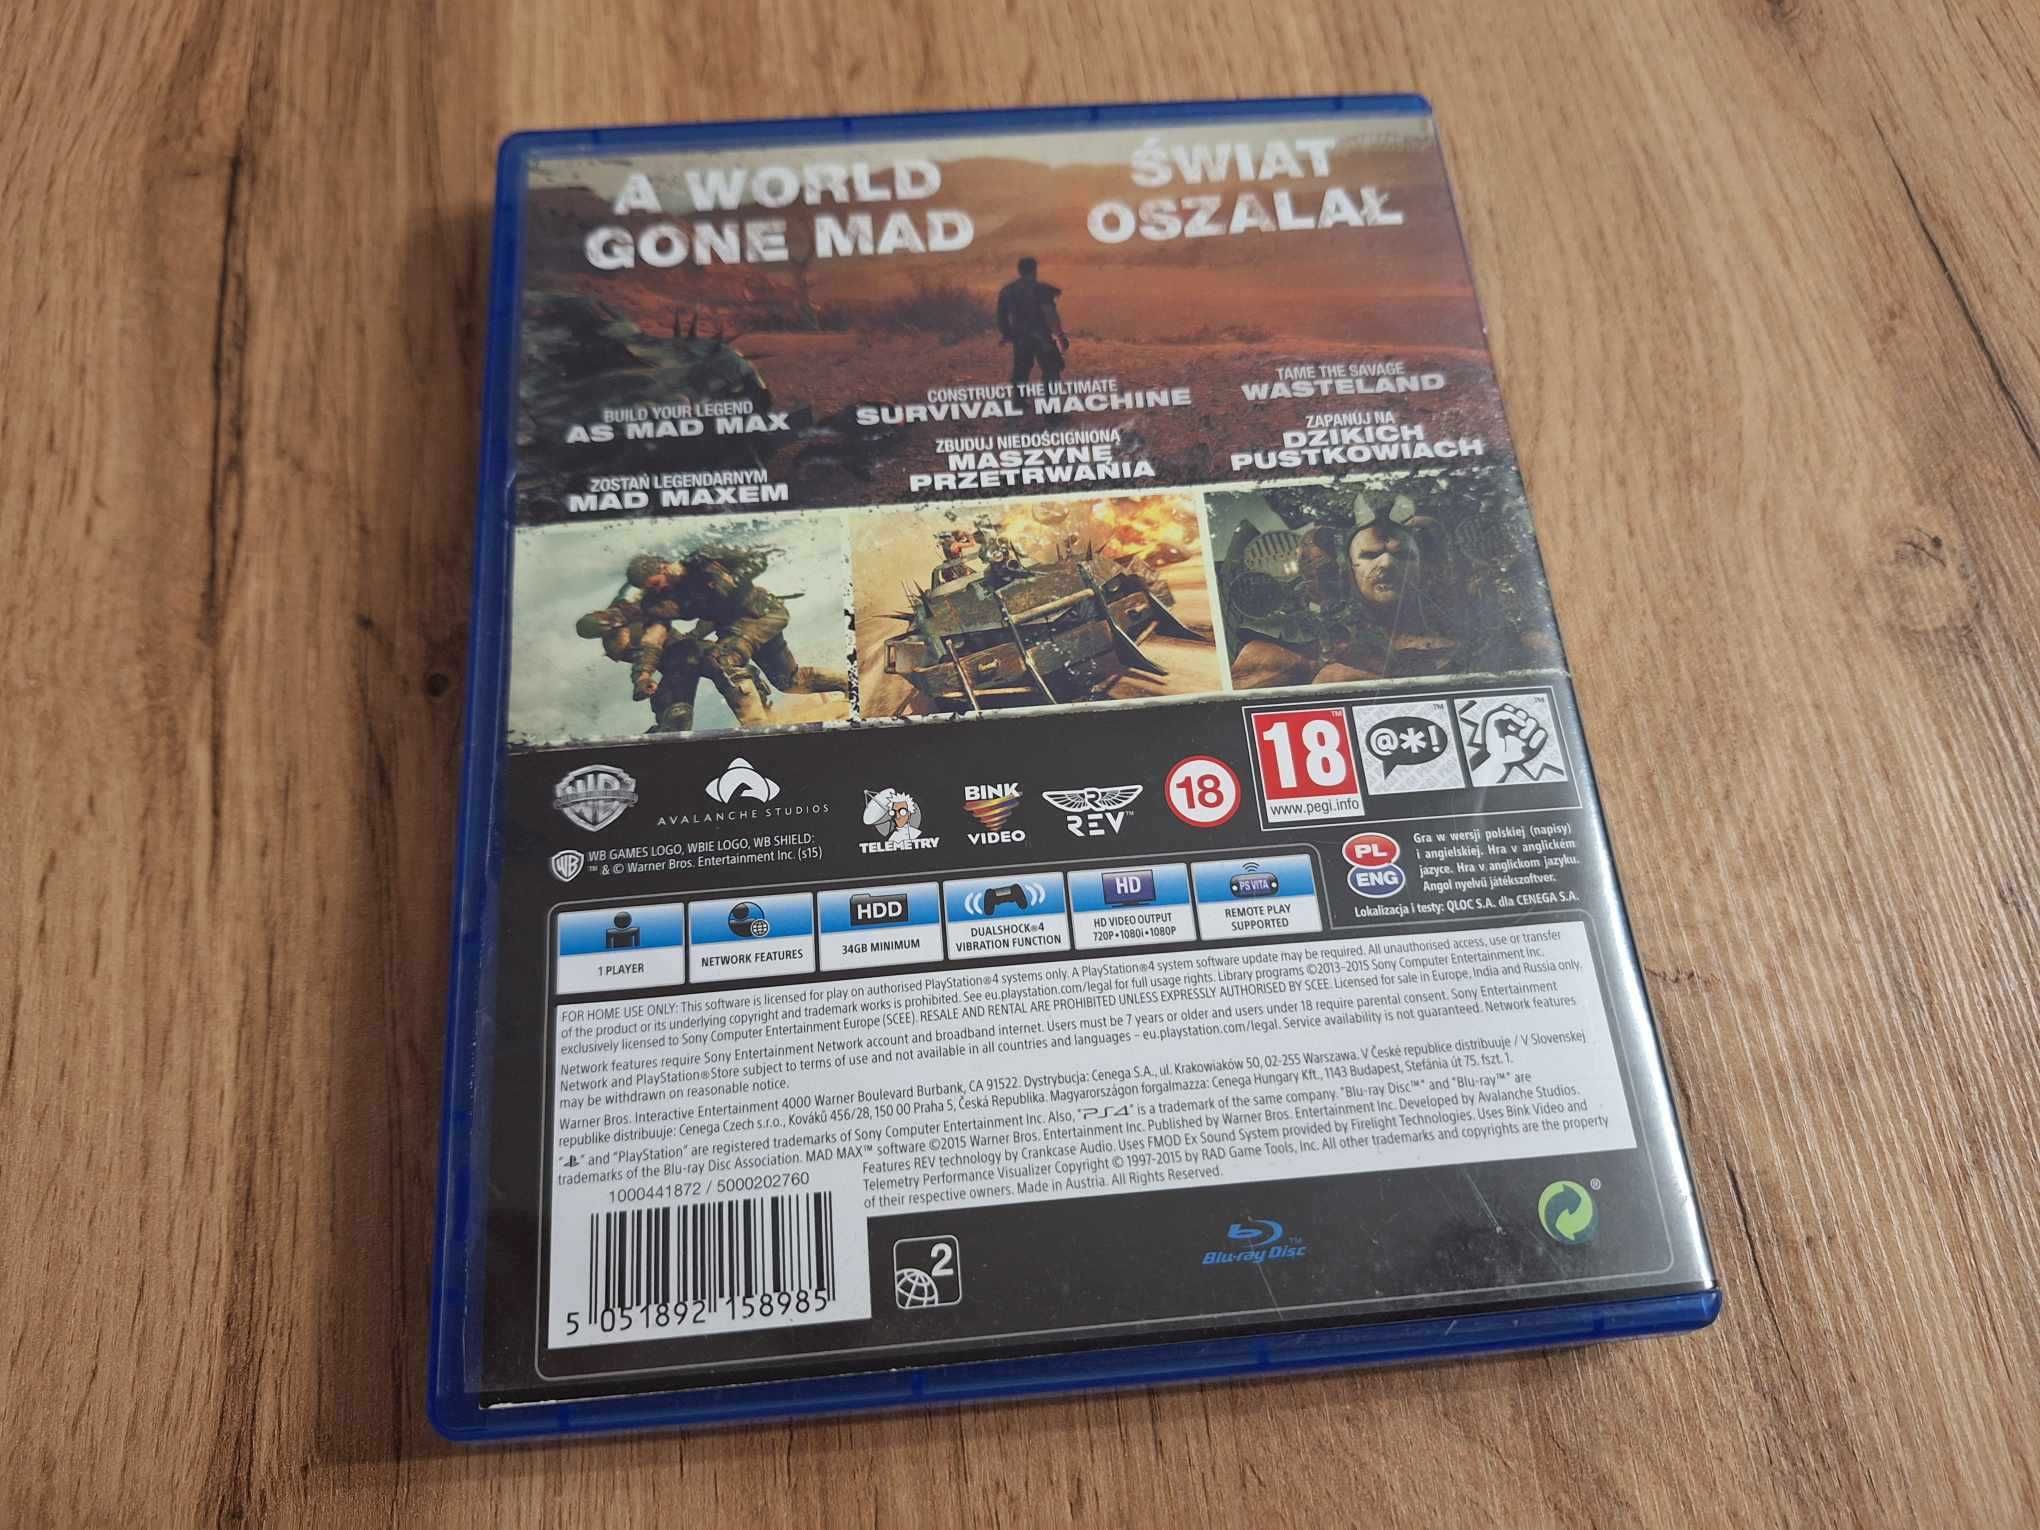 A WORLD
GONE MAD
ŚWIAT
OSZALAŁ
BUILD YOUR LEGEND
AS MAD MAX
ZOSTAŃ LEGENDARNYM
MAD MAXEM
CONSTRUCT THE ULTIMATE
SURVIVAL MACHINE
ZBUDUJ NIEDOŚCIGNIONĄ
MASZYNĘ
PRZETRWANIA
TAME THE SAVAGE
WASTELAND
ZAPANUJ NA
DZIKICH
PUSTKOWIACH
WB
AVALANCHE STUDIOS
TELEMETRY
BINK
VIDEO
R
REV™
18
18™
www.pegi.info
@*!™
WB GAMES LOGO, WBIE LOGO, WB SHIELD:
™ & © Warner Bros. Entertainment Inc. (s15)
PL
ENG
Gra w wersji polskiej (napisy)
i angielskiej. Hra v anglickém
jazyce. Hra v anglickom jazyku.
Angol nyelvű játékszoftver.
Lokalizacja i testy: QLOC S.A. dla CENEGA S.A.
1 PLAYER
NETWORK FEATURES
HDD
34GB MINIMUM
DUALSHOCK®4
VIBRATION FUNCTION
HD
HD VIDEO OUTPUT
720P•1080i•1080P
PS VITA
REMOTE PLAY
SUPPORTED
FOR HOME USE ONLY: This software is licensed for play on authorised PlayStation®4 systems only. A PlayStation®4 system software update may be required. All unauthorised access, use or transfer
of the product or its underlying copyright and trademark works is prohibited. See eu.playstation.com/legal for full usage rights. Library programs ©2013–2015 Sony Computer Entertainment Inc.
exclusively licensed to Sony Computer Entertainment Europe (SCEE). RESALE AND RENTAL ARE PROHIBITED UNLESS EXPRESSLY AUTHORISED BY SCEE. Licensed for sale in Europe, India and Russia only.
Network features require Sony Entertainment Network account and broadband internet. Users must be 7 years or older and users under 18 require parental consent. Sony Entertainment
Network and PlayStation®Store subject to terms of use and not available in all countries and languages – eu.playstation.com/legal. Service availability is not guaranteed. Network features
may be withdrawn on reasonable notice.
Warner Bros. Interactive Entertainment 4000 Warner Boulevard Burbank, CA 91522. Dystrybucja: Cenega S.A., ul. Krakowiaków 50, 02-255 Warszawa. V České republice distribuuje / V Slovenskej
republike distribuuje: Cenega Czech s.r.o., Kováků 456/28, 150 00 Praha 5, Česká Republika. Magyarországon forgalmazza: Cenega Hungary Kft., 1143 Budapest, Stefánia út 75. fszt. 1.
" " and "PlayStation" are registered trademarks of Sony Computer Entertainment Inc. Also, "PS4" is a trademark of the same company. "Blu-ray Disc™" and "Blu-ray™" are
trademarks of the Blu-ray Disc Association. MAD MAX™ software ©2015 Warner Bros. Entertainment Inc. Published by Warner Bros. Entertainment Inc. Developed by Avalanche Studios.
Features REV technology by Crankcase Audio. Uses FMOD Ex Sound System provided by Firelight Technologies. Uses Bink Video and
Telemetry Performance Visualizer Copyright © 1997-2015 by RAD Game Tools, Inc. All other trademarks and copyrights are the property
of their respective owners. Made in Austria. All Rights Reserved.
1000441872 / 5000202760
5 051892 158985
2
Blu-ray Disc™
®